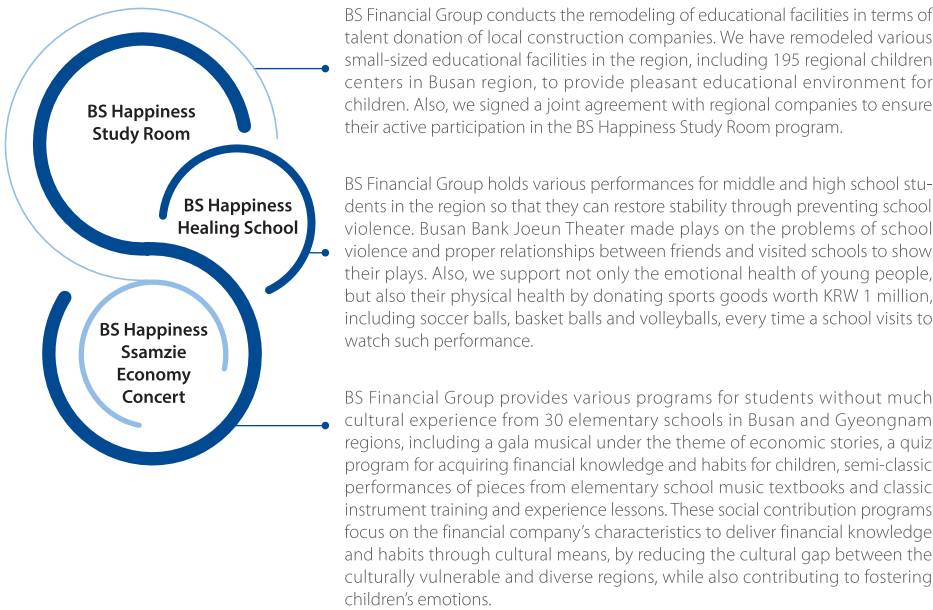 BS Happiness
Study Room
BS Financial Group conducts the remodeling of educational facilities in terms of
talent donation of local construction companies. We have remodeled various
small-sized educational facilities in the region, including 195 regional children
centers in Busan region, to provide pleasant educational environment for
children. Also, we signed a joint agreement with regional companies to ensure
their active participation in the BS Happiness Study Room program.
BS Happiness
Healing School
BS Financial Group holds various performances for middle and high school stu-
dents in the region so that they can restore stability through preventing school
violence. Busan Bank Joeun Theater made plays on the problems of school
violence and proper relationships between friends and visited schools to show
their plays. Also, we support not only the emotional health of young people,
but also their physical health by donating sports goods worth KRW 1 million,
including soccer balls, basket balls and volleyballs, every time a school visits to
watch such performance.
BS Happiness
Ssamzie
Economy
Concert
BS Financial Group provides various programs for students without much
cultural experience from 30 elementary schools in Busan and Gyeongnam
regions, including a gala musical under the theme of economic stories, a quiz
program for acquiring financial knowledge and habits for children, semi-classic
performances of pieces from elementary school music textbooks and classic
instrument training and experience lessons. These social contribution programs
focus on the financial company's characteristics to deliver financial knowledge
and habits through cultural means, by reducing the cultural gap between the
culturally vulnerable and diverse regions, while also contributing to fostering
children's emotions.